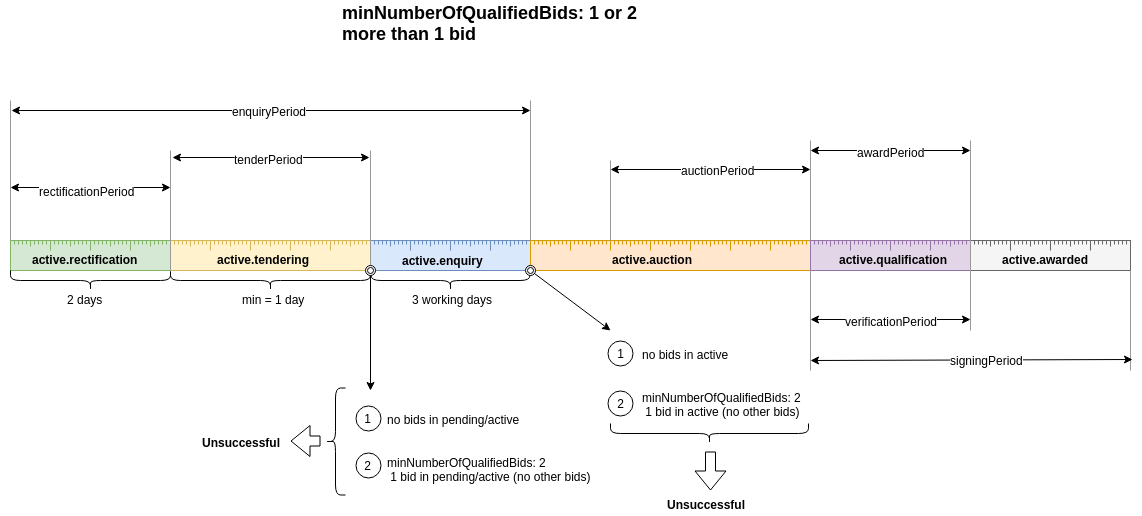 minNumberOfQualifiedBids: 1 or 2
more than 1 bid
enquiryPeriod
tenderPeriod
awardPeriod
auctionPeriod
rectificationPeriod
active.rectification
active.tendering
active.enquiry
active.auction
active.qualification
active.awarded
2 days
min = 1 day
3 working days
verificationPeriod
signingPeriod
1
no bids in active
2
minNumberOfQualifiedBids: 2
1 bid in active (no other bids)
1
no bids in pending/active
Unsuccessful
2
minNumberOfQualifiedBids: 2
1 bid in pending/active (no other bids)
Unsuccessful